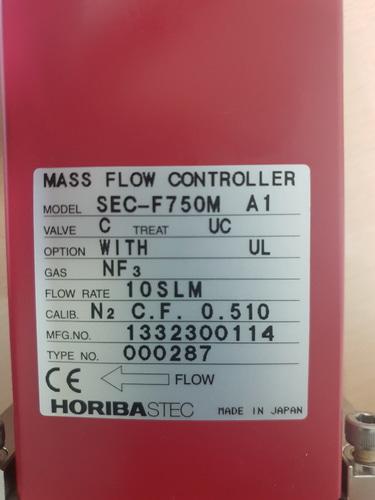 MASS FLOW CONTROLLER
MODEL SEC-F750M A1
VALVE C TREAT UC
OPTION WITH UL
GAS NF₃
FLOW RATE 10SLM
CALIB. N₂ C.F. 0.510
MFG.NO. 1332300114
TYPE NO. 000287
CE FLOW
HORIBASTEC MADE IN JAPAN